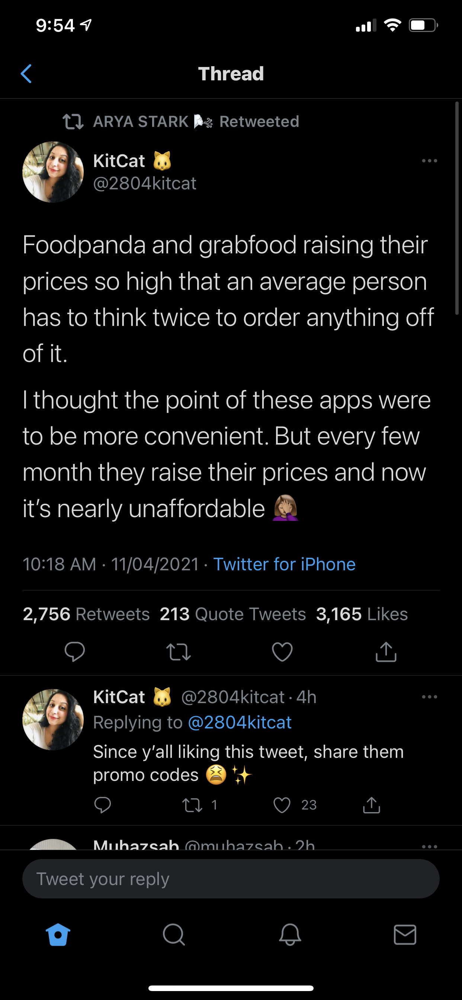 9:54
Thread
ARYA STARK 🌬️ Retweeted
KitCat 🐱
@2804kitcat
Foodpanda and grabfood raising their
prices so high that an average person
has to think twice to order anything off
of it.
I thought the point of these apps were
to be more convenient. But every few
month they raise their prices and now
it’s nearly unaffordable 🤦🏽‍♀️
10:18 AM · 11/04/2021 · Twitter for iPhone
2,756 Retweets 213 Quote Tweets 3,165 Likes
KitCat 🐱 @2804kitcat · 4h
Replying to @2804kitcat
Since y’all liking this tweet, share them
promo codes 😫✨
1 23
Muhazsab @muhazsab · 2h
Tweet your reply